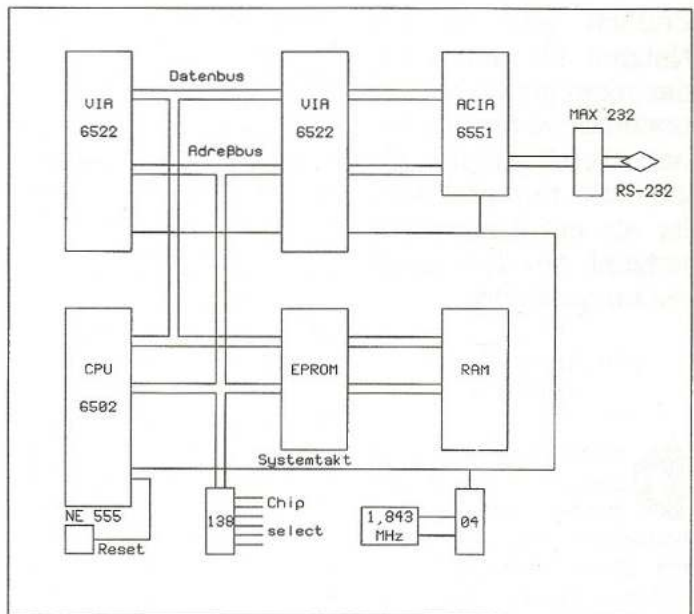 Datenbus
VIA
6522
VIA
6522
ACIA
6551
MAX 232
Adreßbus
RS-232
CPU
6502
EPROM
RAM
Systemtakt
NE 555
Reset
138
Chip
select
1,843
MHz
04